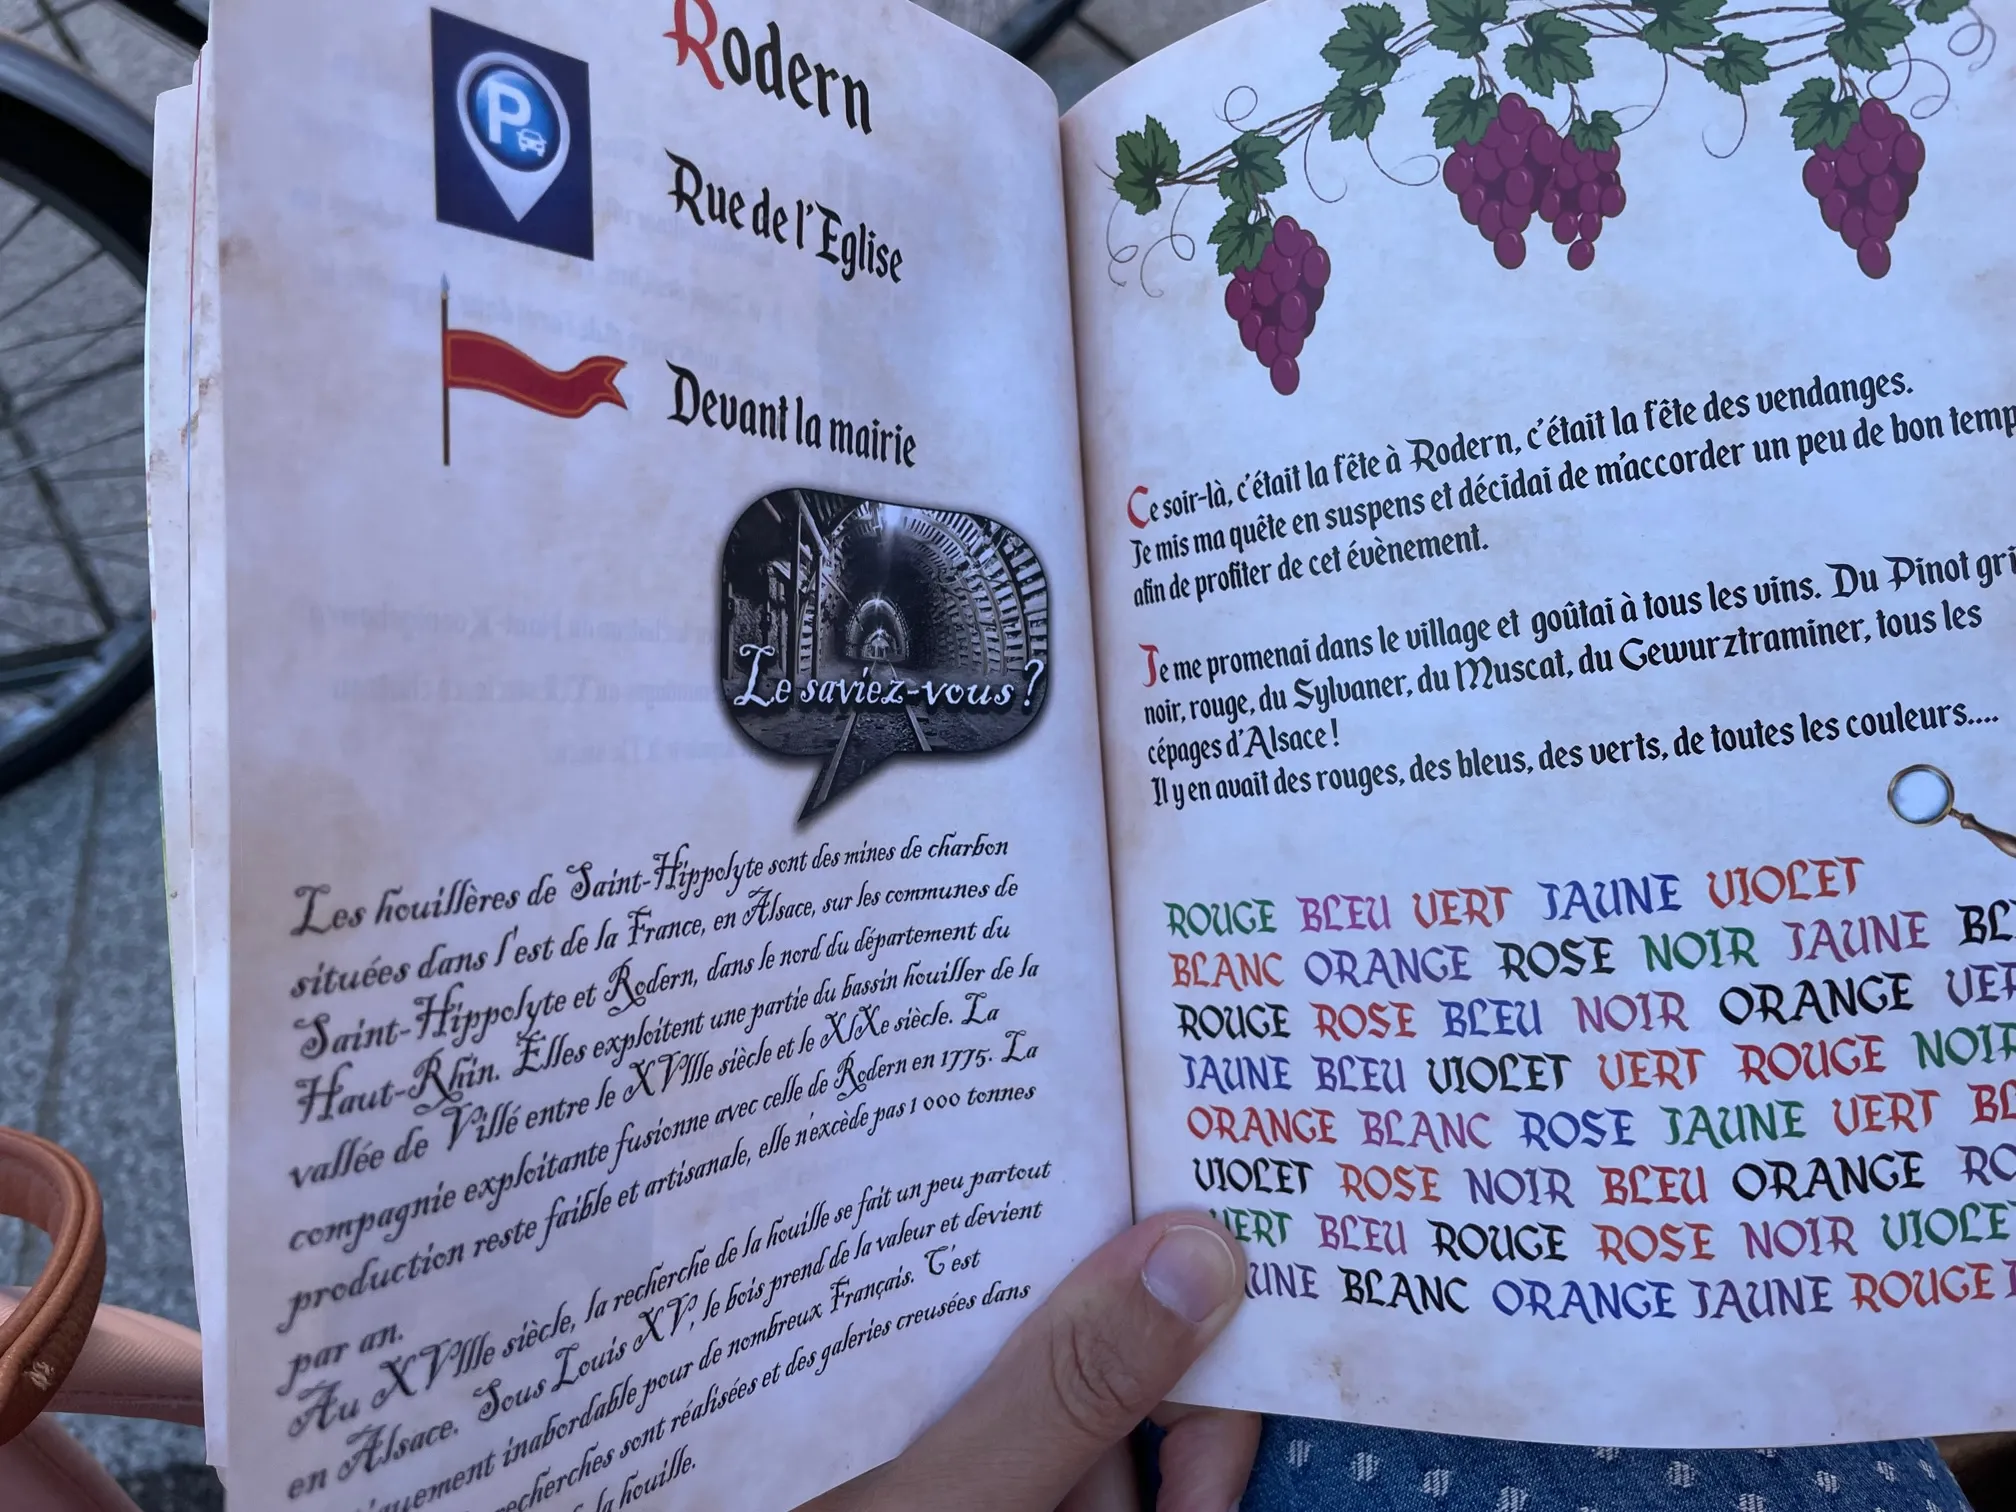 P
Rodern
Rue de l'Eglise
Devant la mairie
Le saviez-vous ?
Les houillères de Saint-Hippolyte sont des mines de charbon
situées dans l'est de la France, en Alsace, sur les communes de
Saint-Hippolyte et Rodern, dans le nord du département du
Haut-Rhin. Elles exploitent une partie du bassin houiller de la
vallée de Villé entre le XVIIIe siècle et le XIXe siècle. La
compagnie exploitante fusionne avec celle de Rodern en 1775. La
production reste faible et artisanale, elle n'excède pas 1 000 tonnes
par an.
Au XVIIIe siècle, la recherche de la houille se fait un peu partout
en Alsace. Sous Louis XV, le bois prend de la valeur et devient
inabordable pour de nombreux Français. C'est
recherches sont réalisées et des galeries creusées dans
la houille.
Ce soir-là, c'était la fête à Rodern, c'était la fête des vendanges.
Je mis ma quête en suspens et décidai de m'accorder un peu de bon temp
afin de profiter de cet évènement.
Je me promenai dans le village et goûtai à tous les vins. Du Pinot gri
noir, rouge, du Sylvaner, du Muscat, du Gewurztraminer, tous les
cépages d'Alsace !
Il y en avait des rouges, des bleus, des verts, de toutes les couleurs....
ROUGE BLEU VERT JAUNE VIOLET
BLANC ORANGE ROSE NOIR JAUNE BL
ROUGE ROSE BLEU NOIR ORANGE VER
JAUNE BLEU VIOLET VERT ROUGE NOIR
ORANGE BLANC ROSE JAUNE VERT BL
VIOLET ROSE NOIR BLEU ORANGE RO
VERT BLEU ROUGE ROSE NOIR VIOLE
UNE BLANC ORANGE JAUNE ROUGE